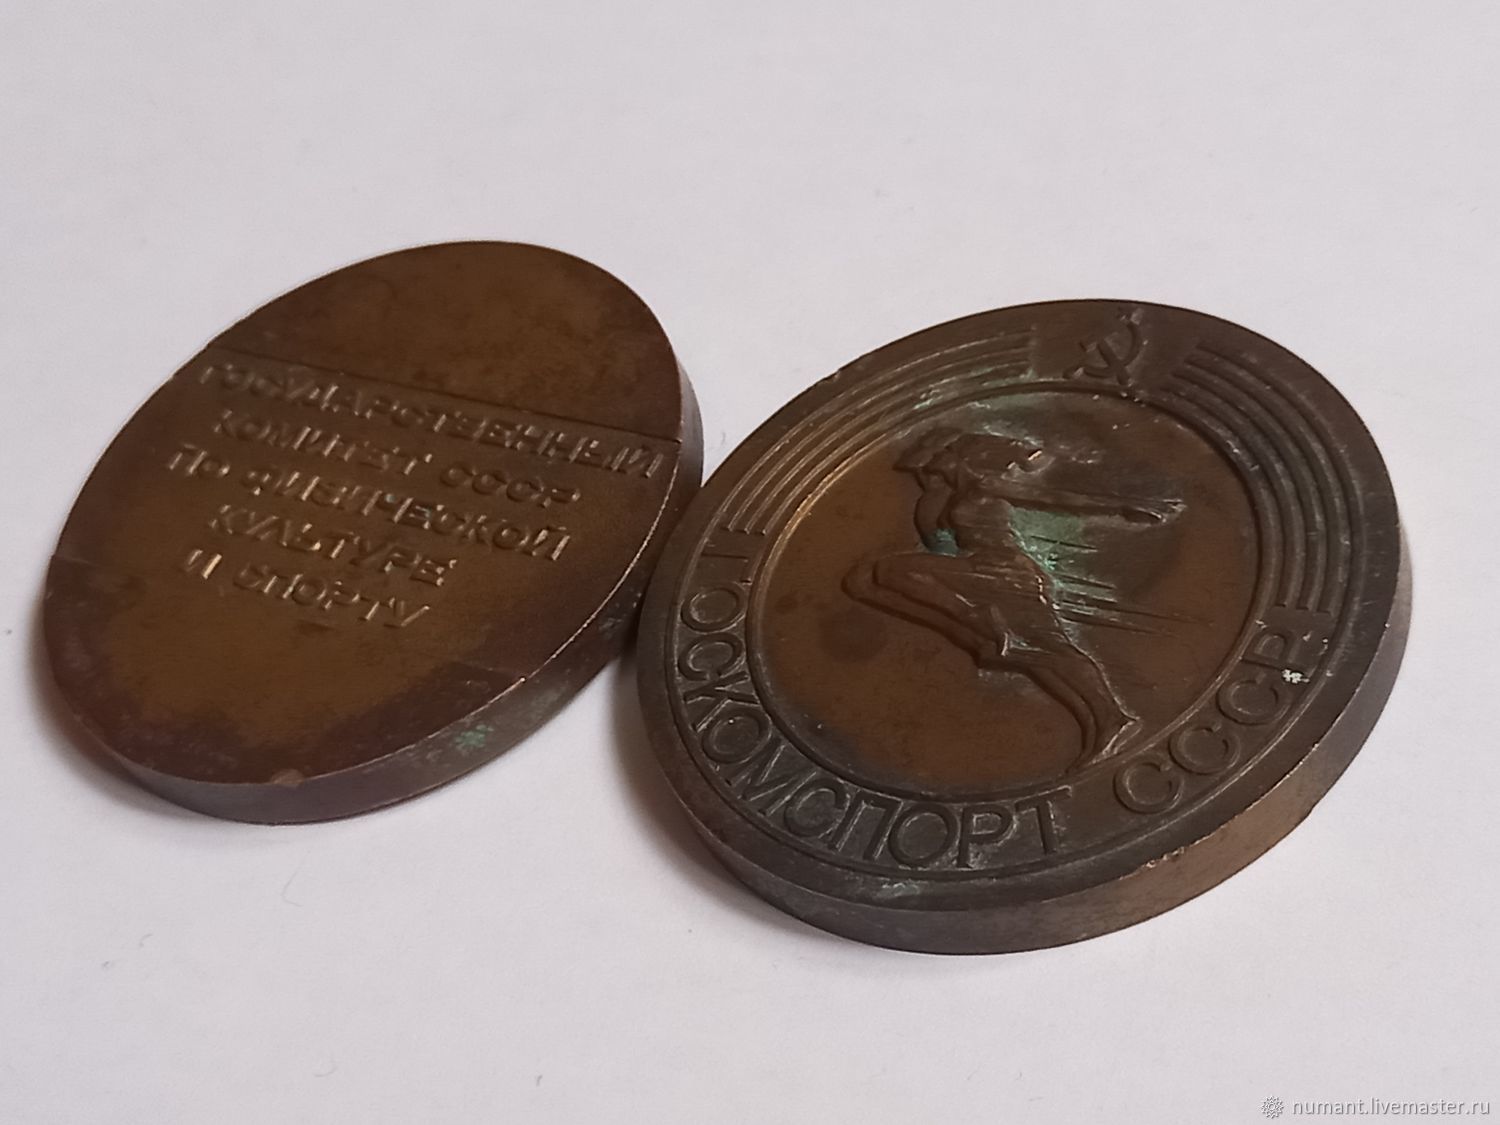 ГОСУДАРСТВЕННЫЙ
КОМИТЕТ СССР
ПО ФИЗИЧЕСКОЙ
КУЛЬТУРЕ
И СПОРТУ
ГОСКОМСПОРТ СССР
numant.livemaster.ru